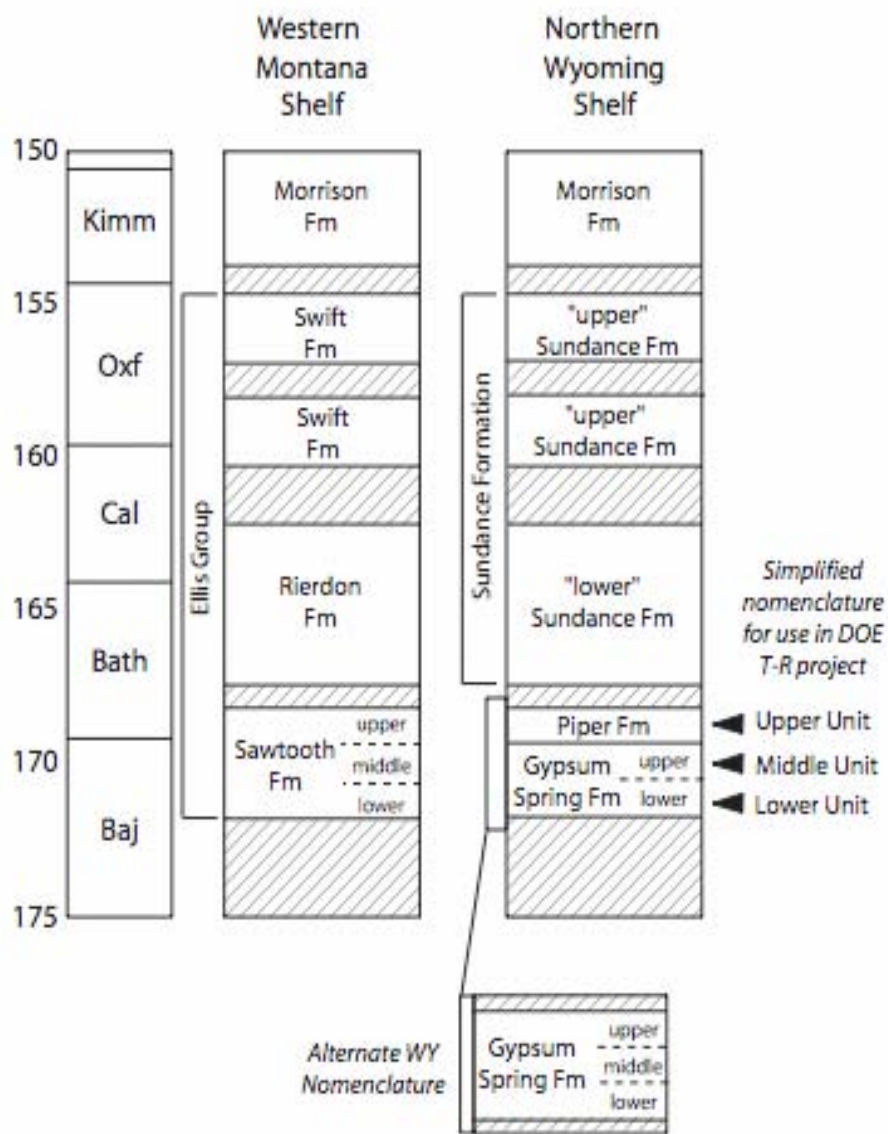 Western
Montana
Shelf
Northern
Wyoming
Shelf
150
155
160
165
170
175
Kimm
Oxf
Cal
Bath
Baj
Ellis Group
Morrison
Fm
Swift
Fm
Swift
Fm
Rierdon
Fm
Sawtooth
Fm
upper
middle
lower
Sundance Formation
Morrison
Fm
"upper"
Sundance Fm
"upper"
Sundance Fm
"lower"
Sundance Fm
Piper Fm
Gypsum
Spring Fm
upper
lower
Simplified
nomenclature
for use in DOE
T-R project
Upper Unit
Middle Unit
Lower Unit
Alternate WY
Nomenclature
Gypsum
Spring Fm
upper
middle
lower